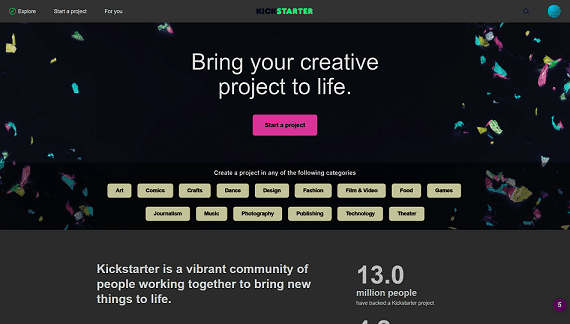 Explore Start a project For you KICKSTARTER
Bring your creative
project to life.
Start a project
Create a project in any of the following categories
Art Comics Crafts Dance Design Fashion Film & Video Food Games
Journalism Music Photography Publishing Technology Theater
Kickstarter is a vibrant community of
people working together to bring new
things to life.
13.0
million people
have backed a Kickstarter project
5